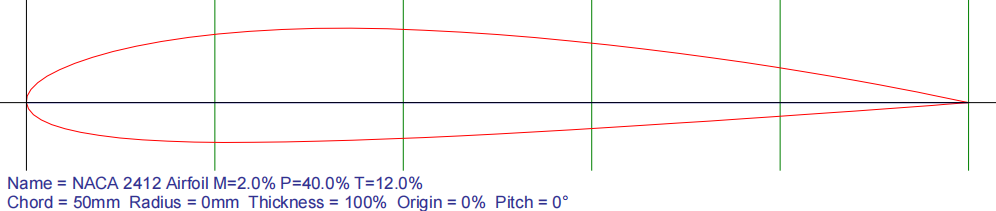 Name = NACA 2412 Airfoil M=2.0% P=40.0% T=12.0%
Chord = 50mm Radius = 0mm Thickness = 100% Origin = 0% Pitch = 0°